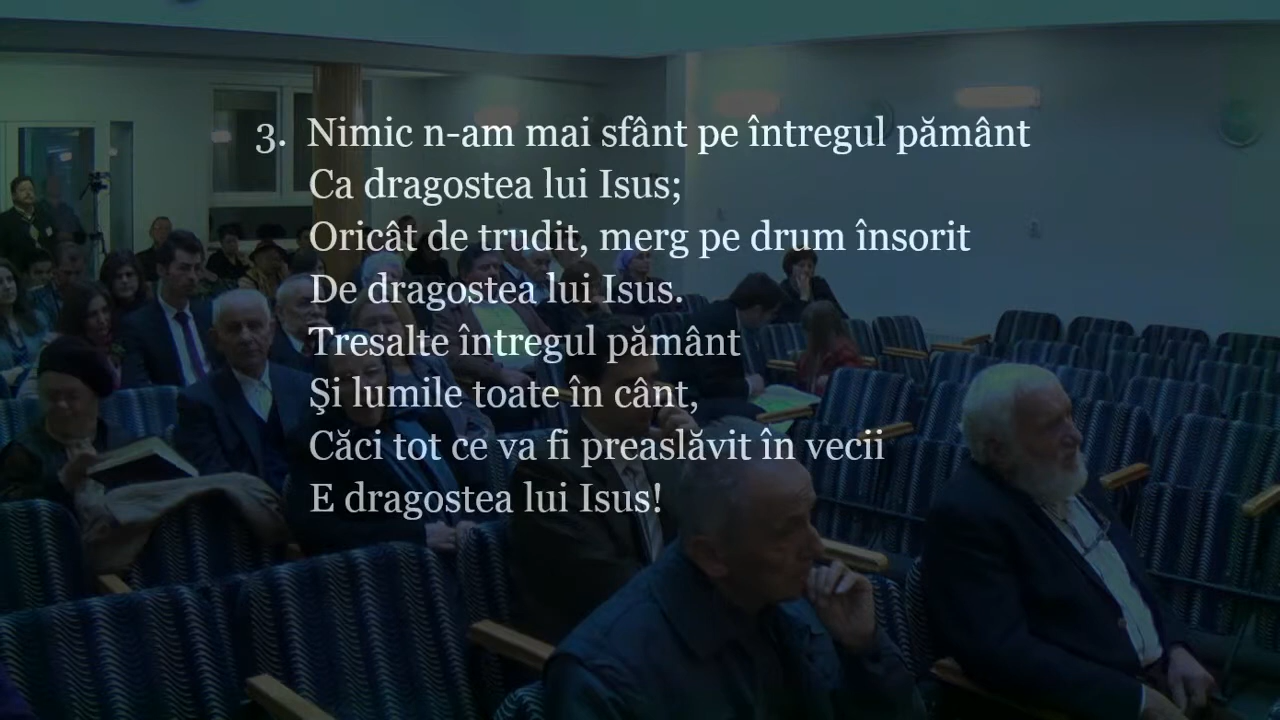 3. Nimic n-am mai sfânt pe întregul pământ
Ca dragostea lui Isus;
Oricât de trudit, merg pe drum însorit
De dragostea lui Isus.
Tresalte întregul pământ
Şi lumile toate în cânt,
Căci tot ce va fi preaslăvit în vecii
E dragostea lui Isus!